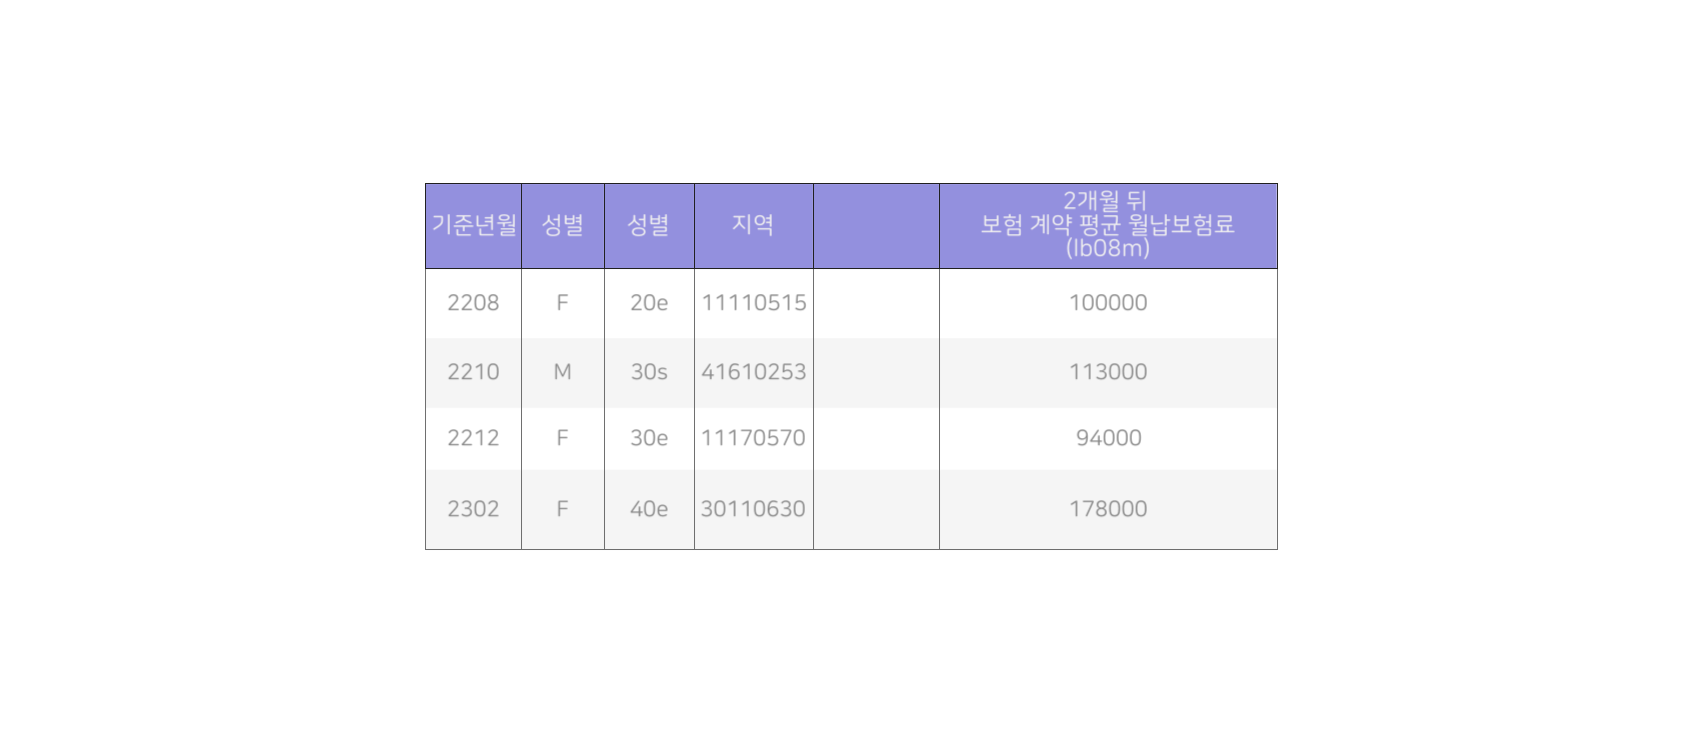 기준년월 성별 성별 지역 2개월 뒤
보험 계약 평균 월납보험료
(lb08m)
2208 F 20e 11110515 100000
2210 M 30s 41610253 113000
2212 F 30e 11170570 94000
2302 F 40e 30110630 178000